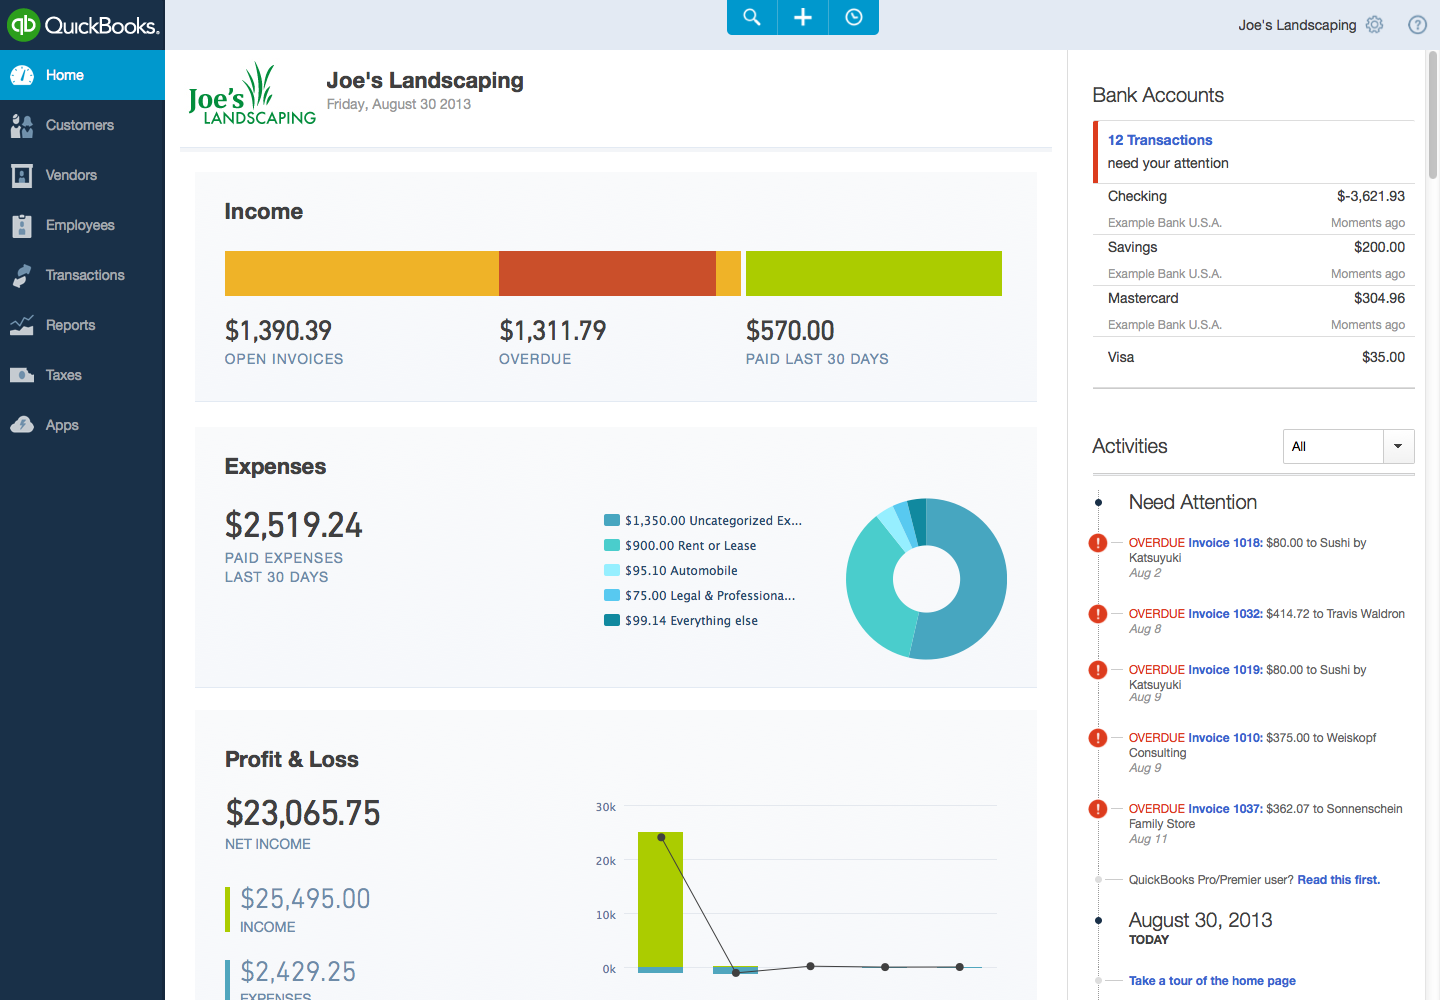 QuickBooks.
Joe's Landscaping
Home
Customers
Vendors
Employees
Transactions
Reports
Taxes
Apps
Joe's
LANDSCAPING
Joe's Landscaping
Friday, August 30 2013
Income
$1,390.39
OPEN INVOICES
$1,311.79
OVERDUE
$570.00
PAID LAST 30 DAYS
Expenses
$2,519.24
PAID EXPENSES
LAST 30 DAYS
$1,350.00 Uncategorized Ex...
$900.00 Rent or Lease
$95.10 Automobile
$75.00 Legal & Professiona...
$99.14 Everything else
Profit & Loss
$23,065.75
NET INCOME
$25,495.00
INCOME
$2,429.25
EXPENSES
30k
20k
10k
0k
Bank Accounts
12 Transactions
need your attention
Checking $-3,621.93
Example Bank U.S.A. Moments ago
Savings $200.00
Example Bank U.S.A. Moments ago
Mastercard $304.96
Example Bank U.S.A. Moments ago
Visa $35.00
Activities All
Need Attention
OVERDUE Invoice 1018: $80.00 to Sushi by
Katsuyuki
Aug 2
OVERDUE Invoice 1032: $414.72 to Travis Waldron
Aug 8
OVERDUE Invoice 1019: $80.00 to Sushi by
Katsuyuki
Aug 9
OVERDUE Invoice 1010: $375.00 to Weiskopf
Consulting
Aug 9
OVERDUE Invoice 1037: $362.07 to Sonnenschein
Family Store
Aug 11
QuickBooks Pro/Premier user? Read this first.
August 30, 2013
TODAY
Take a tour of the home page